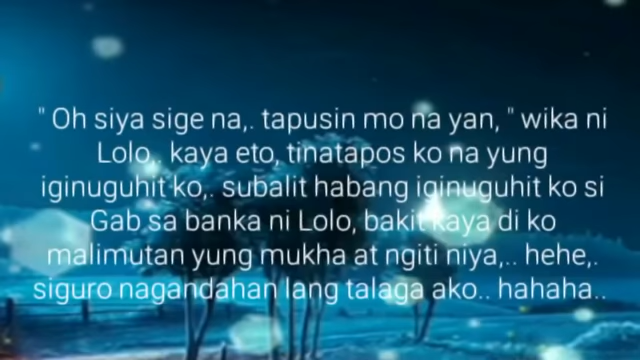 " Oh siya sige na,. tapusin mo na yan, " wika ni
Lolo,. kaya eto, tinatapos ko na yung
iginuguhit ko,. subalit habang iginuguhit ko si
Gab sa banka ni Lolo, bakit kaya di ko
malimutan yung mukha at ngiti niya,.. hehe,.
siguro nagandahan lang talaga ako.. hahaha..